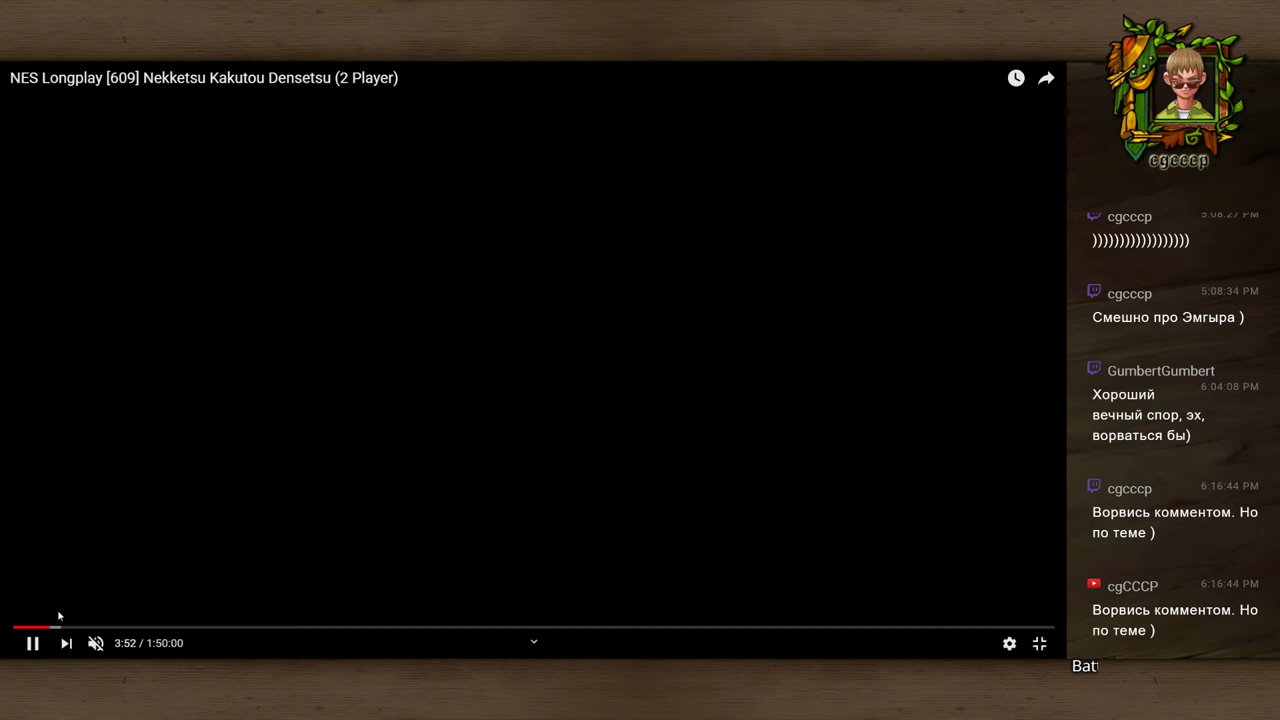 NES Longplay [609] Nekketsu Kakutou Densetsu (2 Player)
cgcccp
cgcccp 5:08:27 PM
))))))))))))))))))
cgcccp 5:08:34 PM
Смешно про Эмгыра )
GumbertGumbert
6:04:08 PM
Хороший
вечный спор, эх,
ворваться бы)
cgcccp 6:16:44 PM
Ворвись комментом. Но
по теме )
cgCCCP 6:16:44 PM
Ворвись комментом. Но
по теме )
3:52 / 1:50:00